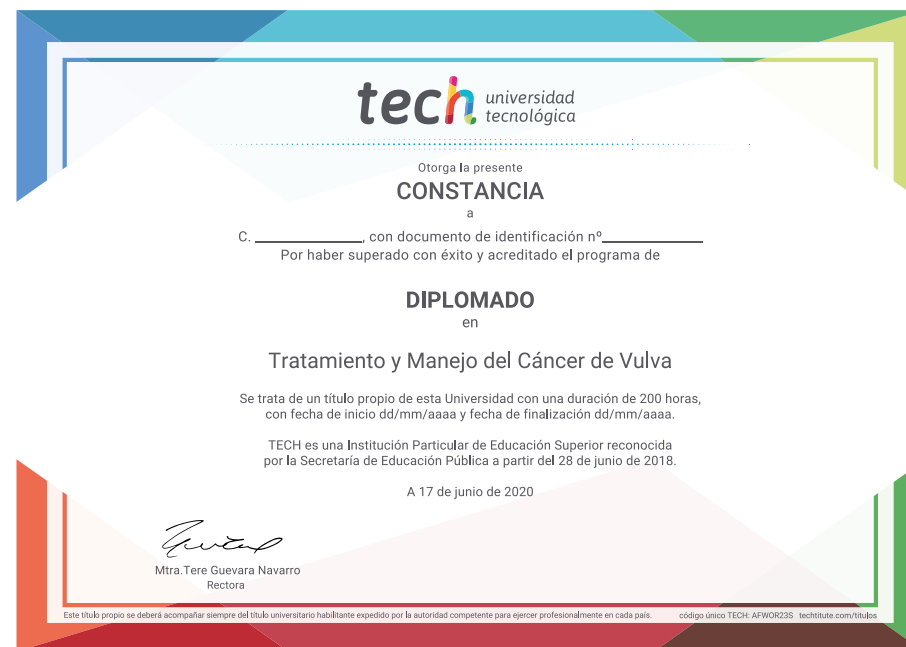 tech universidad
tecnológica
Otorga la presente
CONSTANCIA
a
C. ______________, con documento de identificación nº_____________
Por haber superado con éxito y acreditado el programa de
DIPLOMADO
en
Tratamiento y Manejo del Cáncer de Vulva
Se trata de un título propio de esta Universidad con una duración de 200 horas,
con fecha de inicio dd/mm/aaaa y fecha de finalización dd/mm/aaaa.
TECH es una Institución Particular de Educación Superior reconocida
por la Secretaría de Educación Pública a partir del 28 de junio de 2018.
A 17 de junio de 2020
Mtra.Tere Guevara Navarro
Rectora
Este título propio se deberá acompañar siempre del título universitario habilitante expedido por la autoridad competente para ejercer profesionalmente en cada país. código único TECH: AFWOR23S techtitute.com/títulos